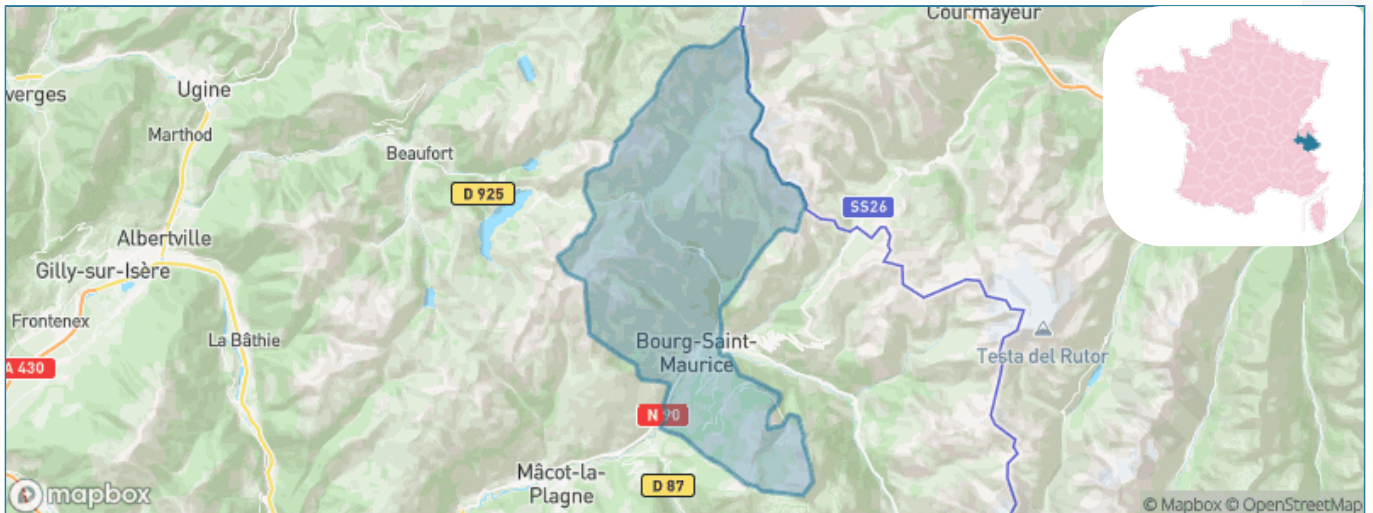 Courmayeur
verges
Ugine
Marthod
Beaufort
D 925
SS26
Albertville
Gilly-sur-Isère
Frontenex
La Bâthie
Bourg-Saint-
Maurice
Testa del Rutor
A 430
N 90
Mâcot-la-
Plagne
D 87
mapbox
© Mapbox © OpenStreetMap